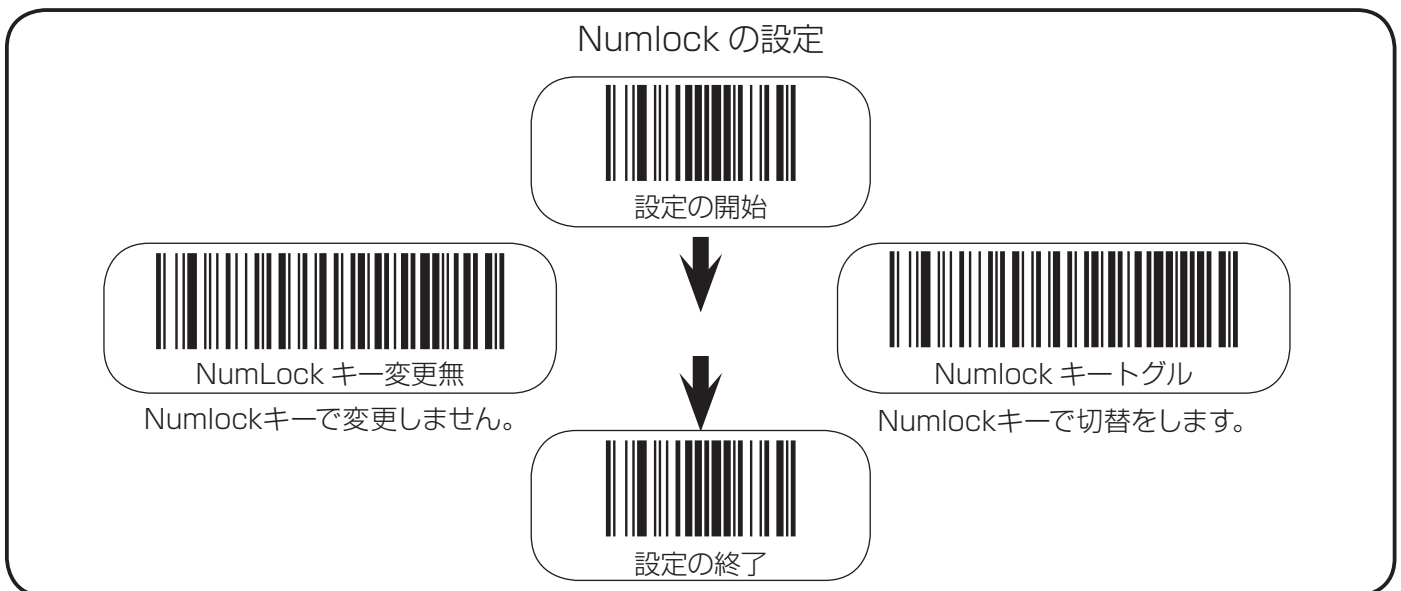 Numlock の設定
設定の開始
NumLock キー変更無
Numlockキーで変更しません。
Numlock キートグル
Numlockキーで切替をします。
設定の終了